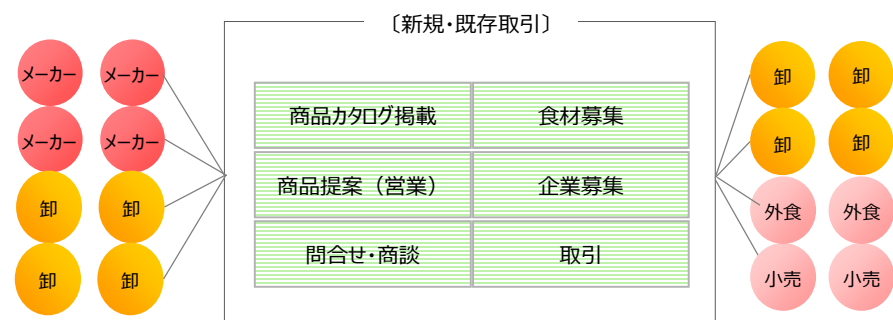 〔新規・既存取引〕
メーカー メーカー
メーカー メーカー
卸 卸
卸 卸
商品カタログ掲載 食材募集
商品提案（営業） 企業募集
問合せ・商談 取引
卸 卸
卸 卸
外食 外食
小売 小売